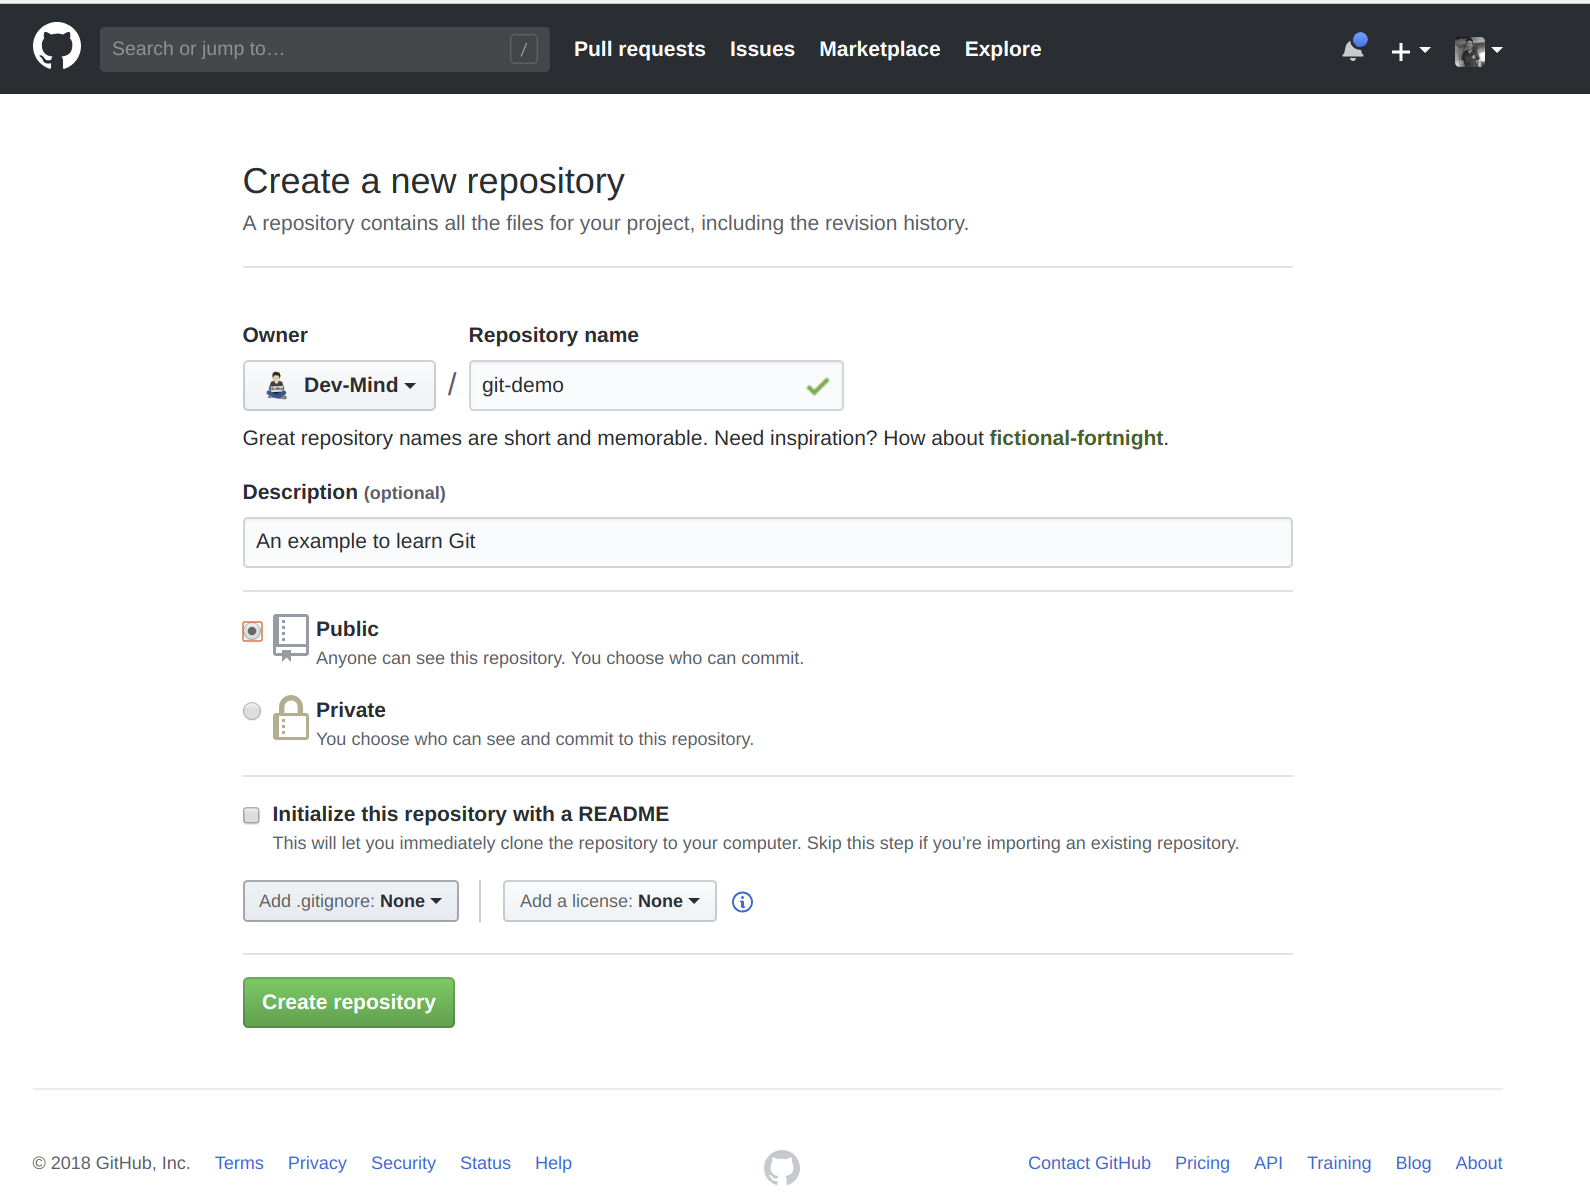 Search or jump to… /
Pull requests Issues Marketplace Explore
Create a new repository
A repository contains all the files for your project, including the revision history.
Owner Repository name
Dev-Mind / git-demo
Great repository names are short and memorable. Need inspiration? How about fictional-fortnight.
Description (optional)
An example to learn Git
Public
Anyone can see this repository. You choose who can commit.
Private
You choose who can see and commit to this repository.
Initialize this repository with a README
This will let you immediately clone the repository to your computer. Skip this step if you’re importing an existing repository.
Add .gitignore: None Add a license: None
Create repository
© 2018 GitHub, Inc. Terms Privacy Security Status Help Contact GitHub Pricing API Training Blog About